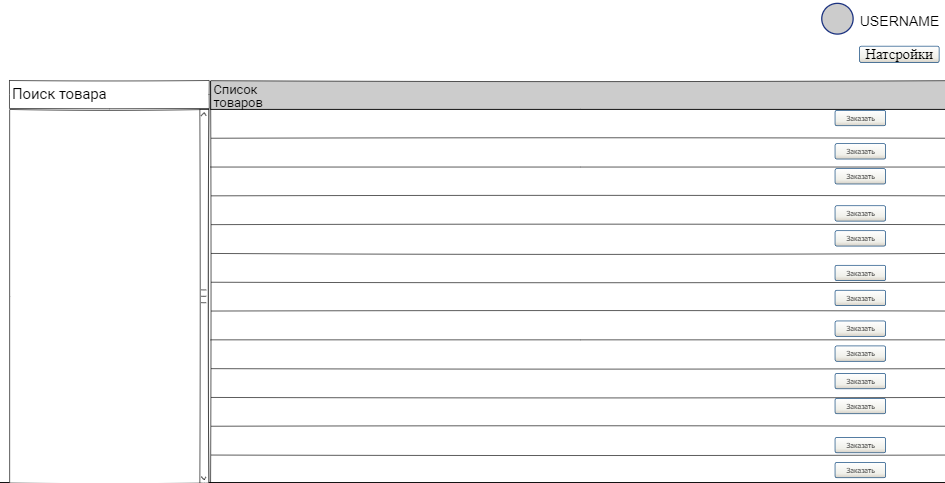 USERNAME
Натсройки
Поиск товара
Список
товаров
Заказать
Заказать
Заказать
Заказать
Заказать
Заказать
Заказать
Заказать
Заказать
Заказать
Заказать
Заказать
Заказать